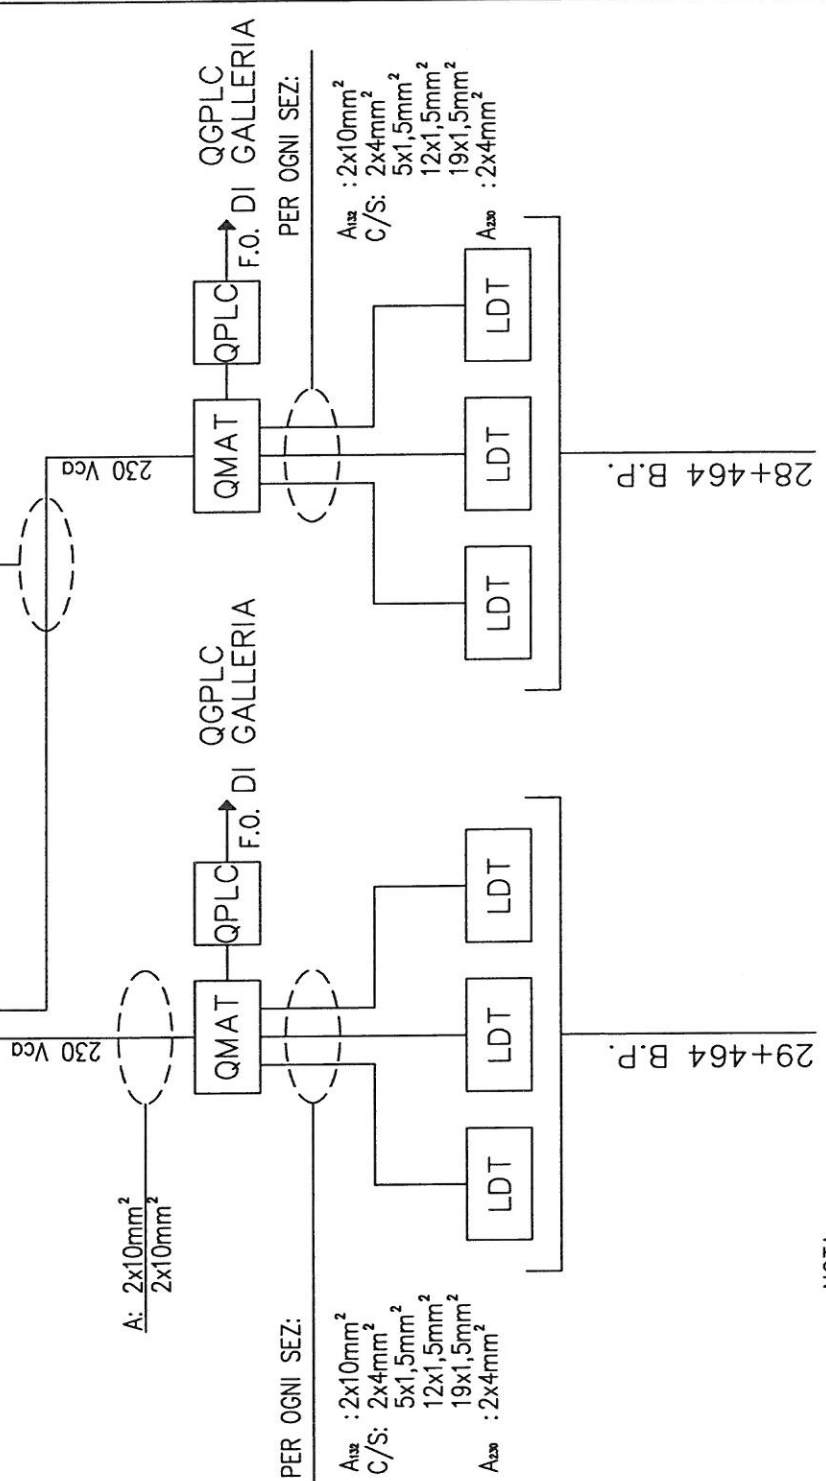 A: 2x10mm²
2x10mm²
230 Vca
QMAT
QPLC
F.O. DI GALLERIA
QGPLC
PER OGNI SEZ:
A132 : 2x10mm²
C/S: 2x4mm²
5x1,5mm²
12x1,5mm²
19x1,5mm²
A230 : 2x4mm²
LDT
LDT
LDT
29+464 B.P.
230 Vca
QMAT
QPLC
F.O. DI GALLERIA
QGPLC
PER OGNI SEZ:
A132 : 2x10mm²
C/S: 2x4mm²
5x1,5mm²
12x1,5mm²
19x1,5mm²
A230 : 2x4mm²
LDT
LDT
LDT
28+464 B.P.